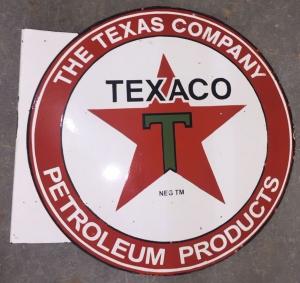 THE TEXAS COMPANY
TEXACO
T
NEG TM
PETROLEUM PRODUCTS